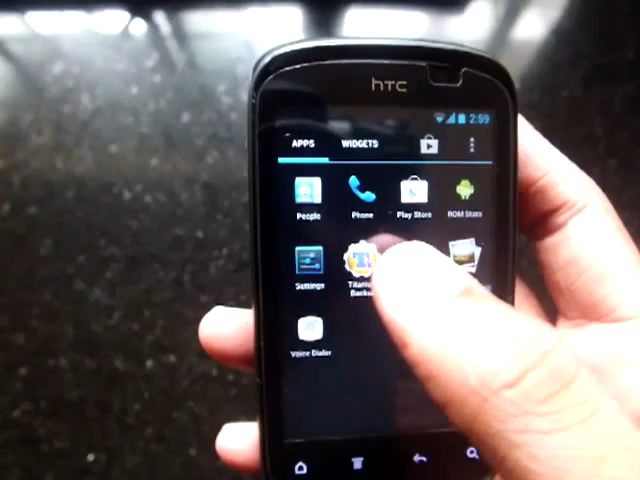 hTC
2:59
APPS WIDGETS
People Phone Play Store ROM Stats
Settings
Voice Dialer